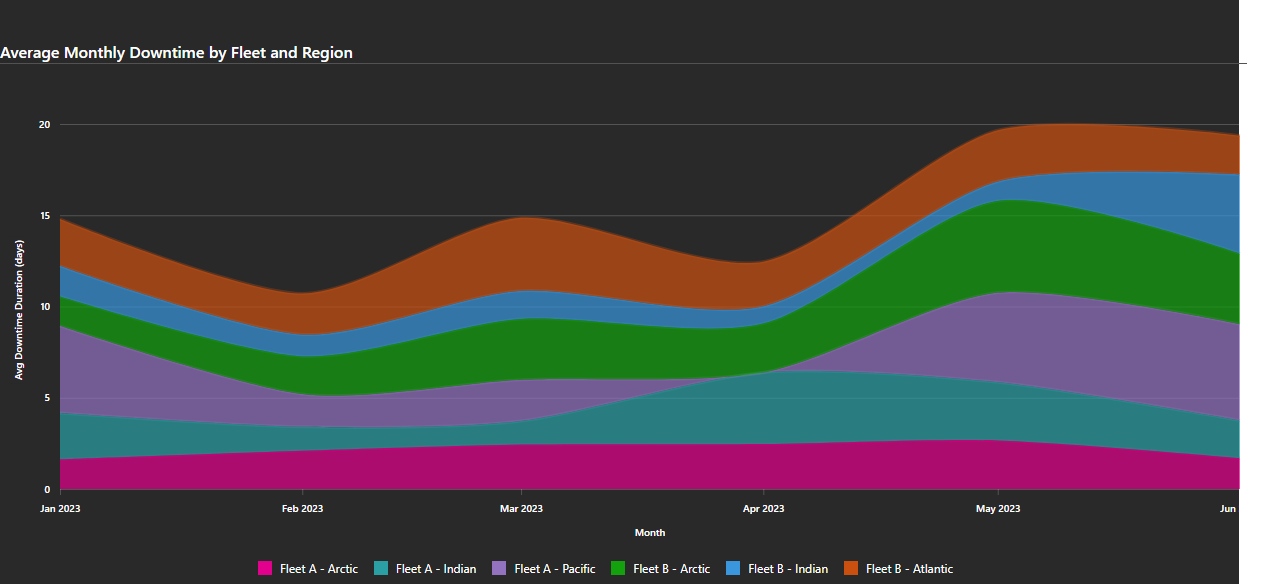 Average Monthly Downtime by Fleet and Region
20
15
10
5
0
Avg Downtime Duration (days)
Jan 2023 Feb 2023 Mar 2023 Apr 2023 May 2023 Jun
Month
Fleet A - Arctic Fleet A - Indian Fleet A - Pacific Fleet B - Arctic Fleet B - Indian Fleet B - Atlantic